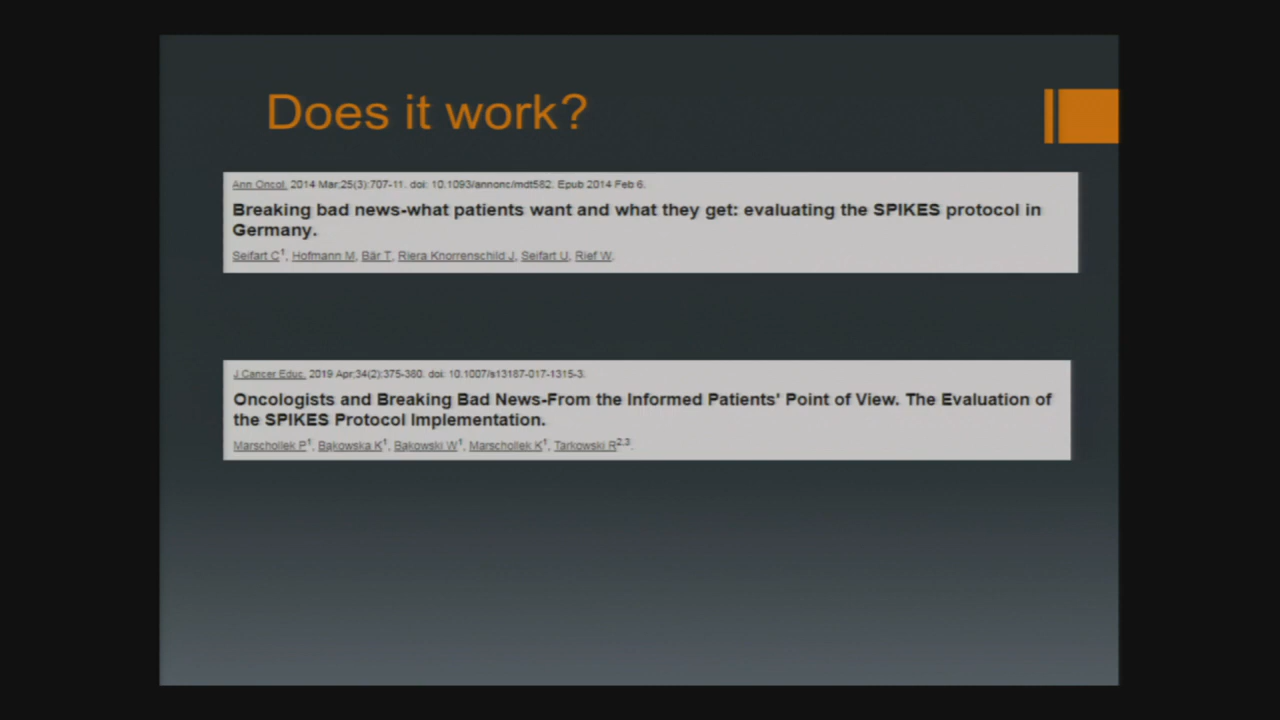 Does it work?
Ann Oncol. 2014 Mar;25(3):707-11. doi: 10.1093/annonc/mdt582. Epub 2014 Feb 6.
Breaking bad news-what patients want and what they get: evaluating the SPIKES protocol in
Germany.
Seifart C1, Hofmann M, Bär T, Riera Knorrenschild J, Seifart U, Rief W.
J Cancer Educ. 2019 Apr;34(2):375-380. doi: 10.1007/s13187-017-1315-3.
Oncologists and Breaking Bad News-From the Informed Patients' Point of View. The Evaluation of
the SPIKES Protocol Implementation.
Marschollek P1, Bąkowska K1, Bąkowski W1, Marschollek K1, Tarkowski R2,3.